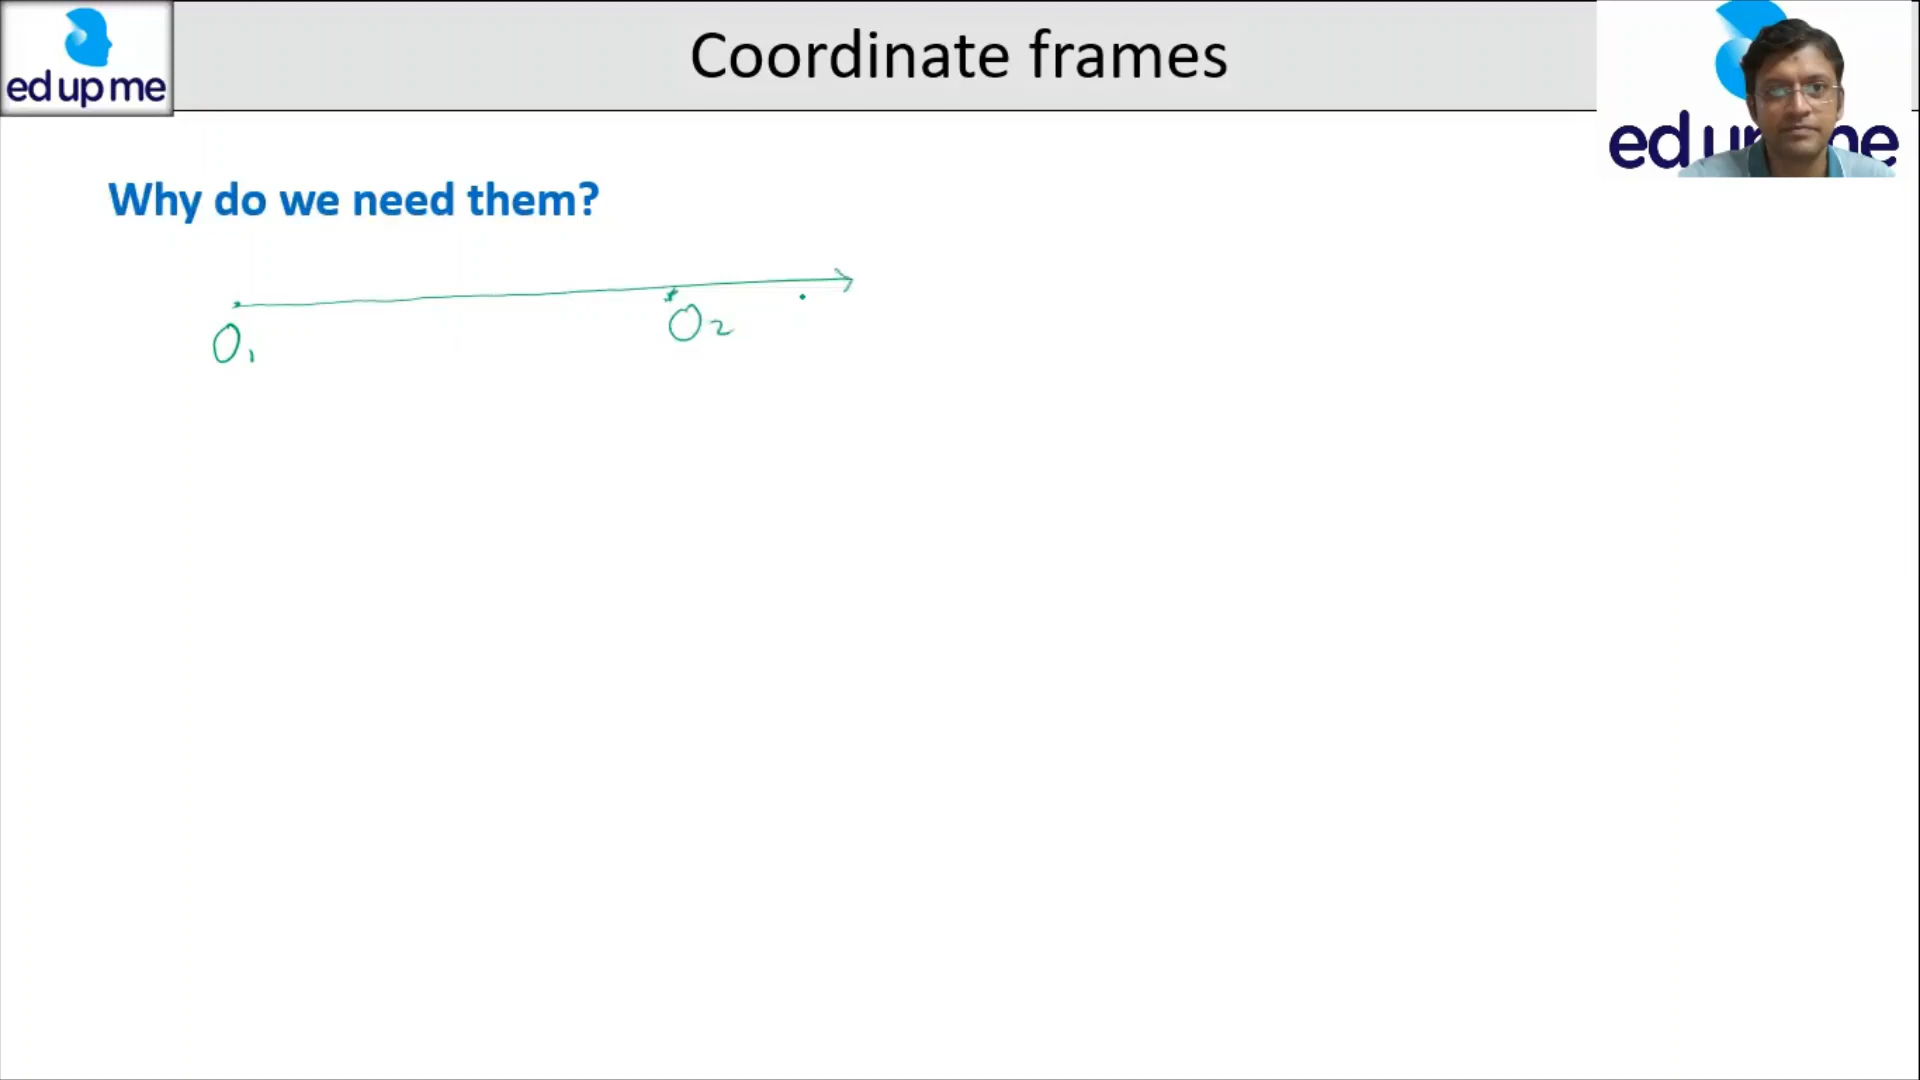 Coordinate frames
ed up me
ed up me
Why do we need them?
O₁
O₂